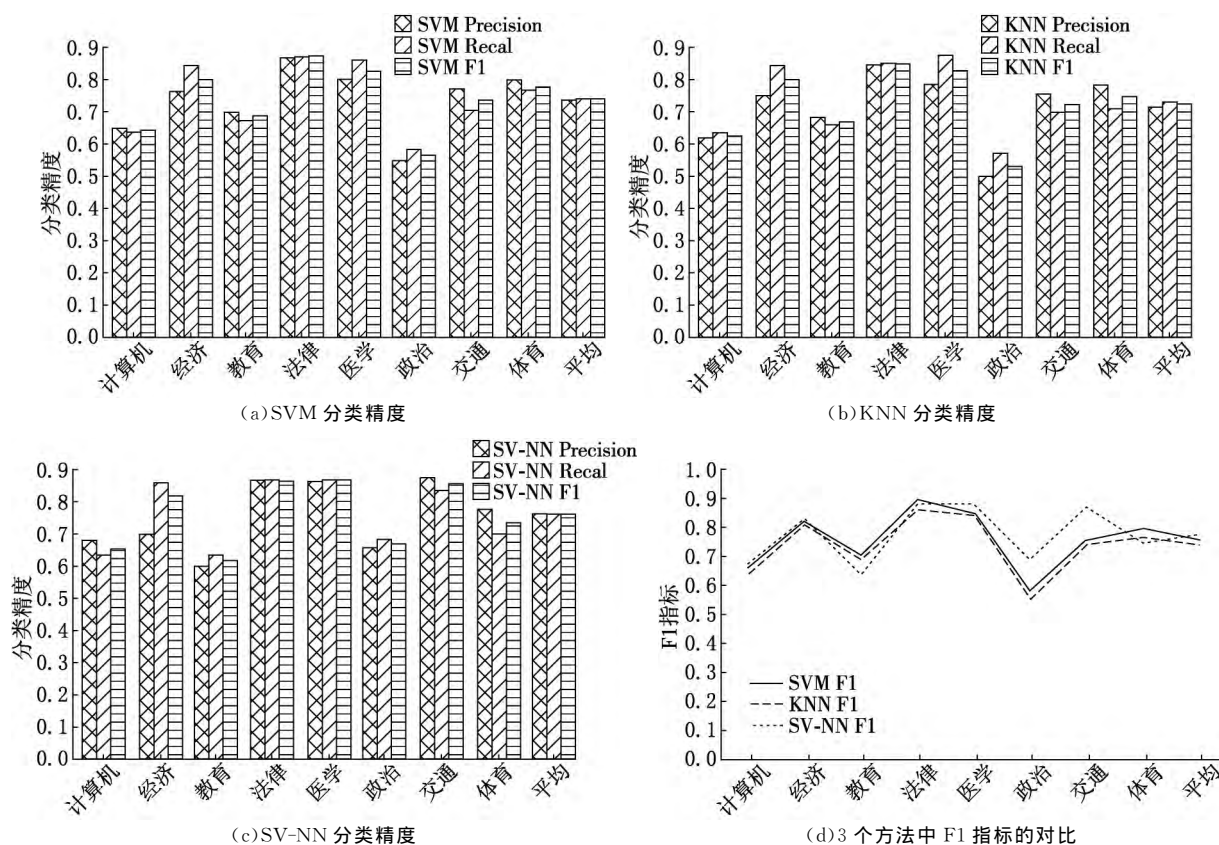 SVM Precision
SVM Recal
SVM F1
0.9
0.8
0.7
0.6
0.5
0.4
0.3
0.2
0.1
0.0
分类精度
计算机 经济 教育 法律 医学 政治 交通 体育 平均
(a)SVM 分类精度
KNN Precision
KNN Recal
KNN F1
0.9
0.8
0.7
0.6
0.5
0.4
0.3
0.2
0.1
0.0
分类精度
计算机 经济 教育 法律 医学 政治 交通 体育 平均
(b)KNN 分类精度
SV-NN Precision
SV-NN Recal
SV-NN F1
0.9
0.8
0.7
0.6
0.5
0.4
0.3
0.2
0.1
0.0
分类精度
计算机 经济 教育 法律 医学 政治 交通 体育 平均
(c)SV-NN 分类精度
1.0
0.9
0.8
0.7
0.6
0.5
0.4
0.3
0.2
0.1
0.0
F1指标
SVM F1
KNN F1
SV-NN F1
计算机 经济 教育 法律 医学 政治 交通 体育 平均
(d)3 个方法中 F1 指标的对比